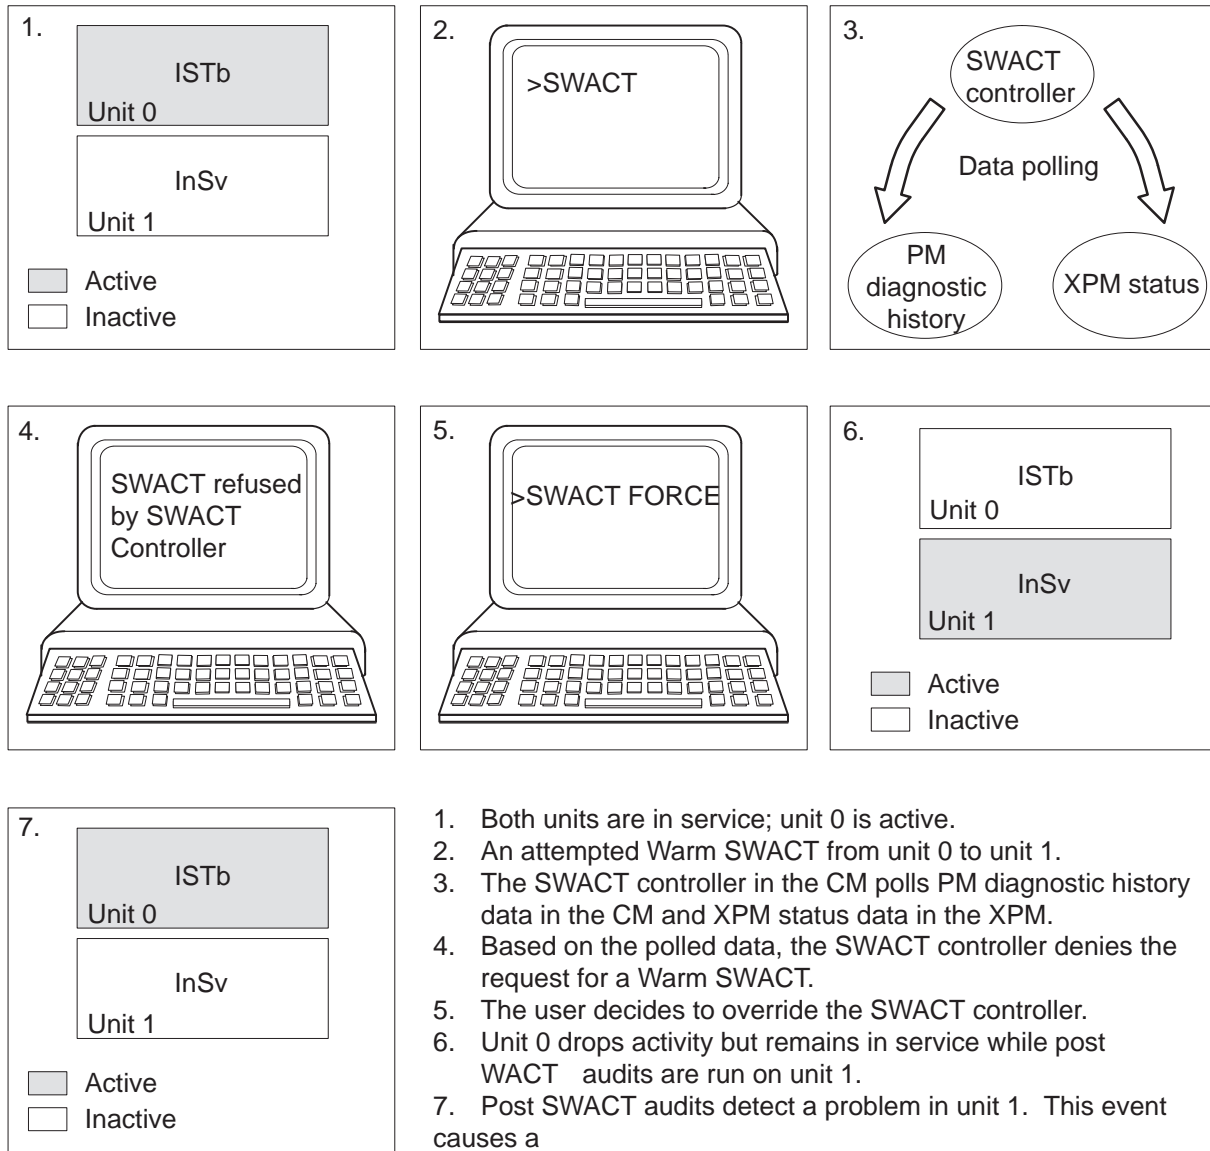 1.
ISTb
Unit 0
InSv
Unit 1
Active
Inactive
2.
>SWACT
3.
SWACT
controller
Data polling
PM
diagnostic
history
XPM status
4.
SWACT refused
by SWACT
Controller
5.
>SWACT FORCE
6.
ISTb
Unit 0
InSv
Unit 1
Active
Inactive
7.
ISTb
Unit 0
InSv
Unit 1
Active
Inactive
1. Both units are in service; unit 0 is active.
2. An attempted Warm SWACT from unit 0 to unit 1.
3. The SWACT controller in the CM polls PM diagnostic history
data in the CM and XPM status data in the XPM.
4. Based on the polled data, the SWACT controller denies the
request for a Warm SWACT.
5. The user decides to override the SWACT controller.
6. Unit 0 drops activity but remains in service while post
WACT audits are run on unit 1.
7. Post SWACT audits detect a problem in unit 1. This event
causes a